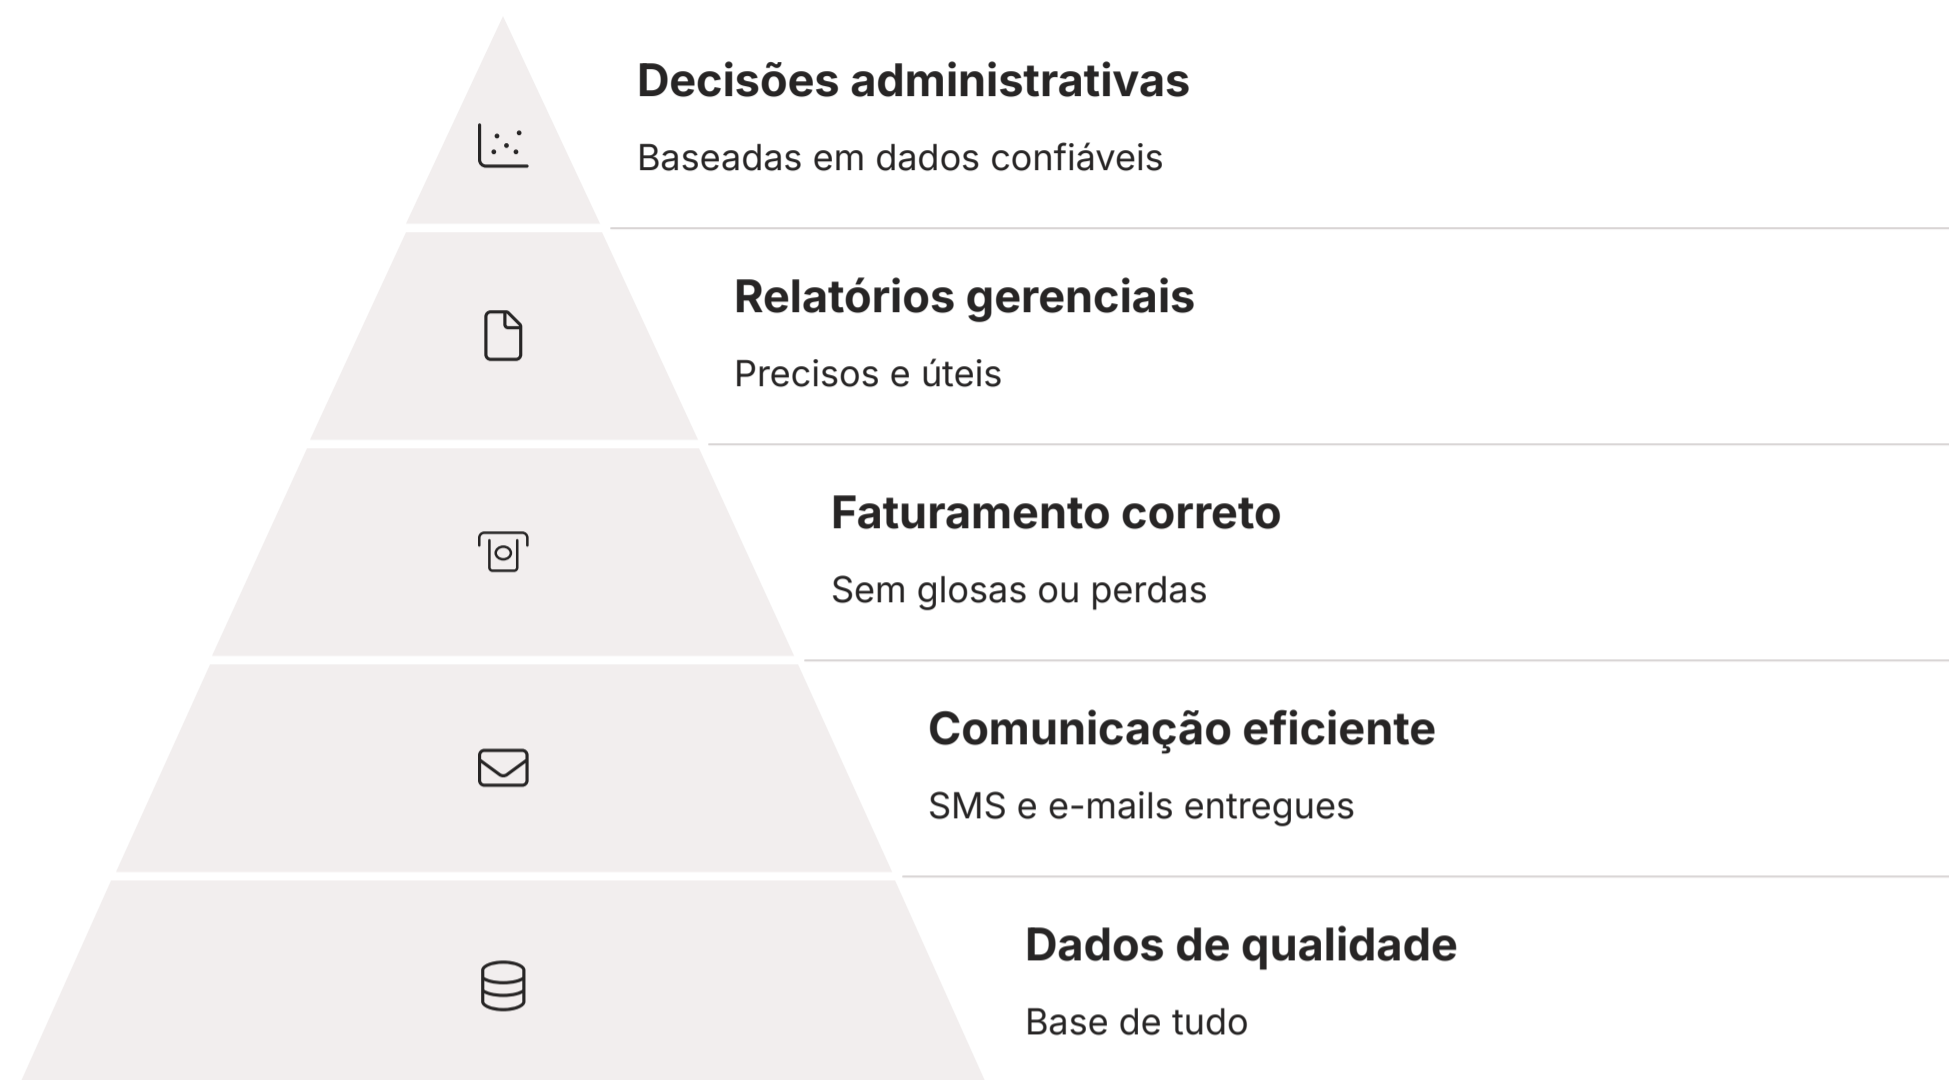 Decisões administrativas
Baseadas em dados confiáveis
Relatórios gerenciais
Precisos e úteis
Faturamento correto
Sem glosas ou perdas
Comunicação eficiente
SMS e e-mails entregues
Dados de qualidade
Base de tudo